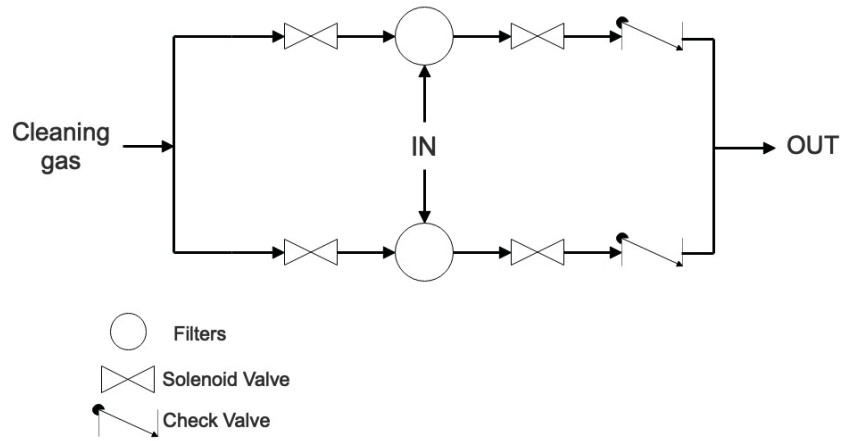 Cleaning
gas
IN
OUT
Filters
Solenoid Valve
Check Valve